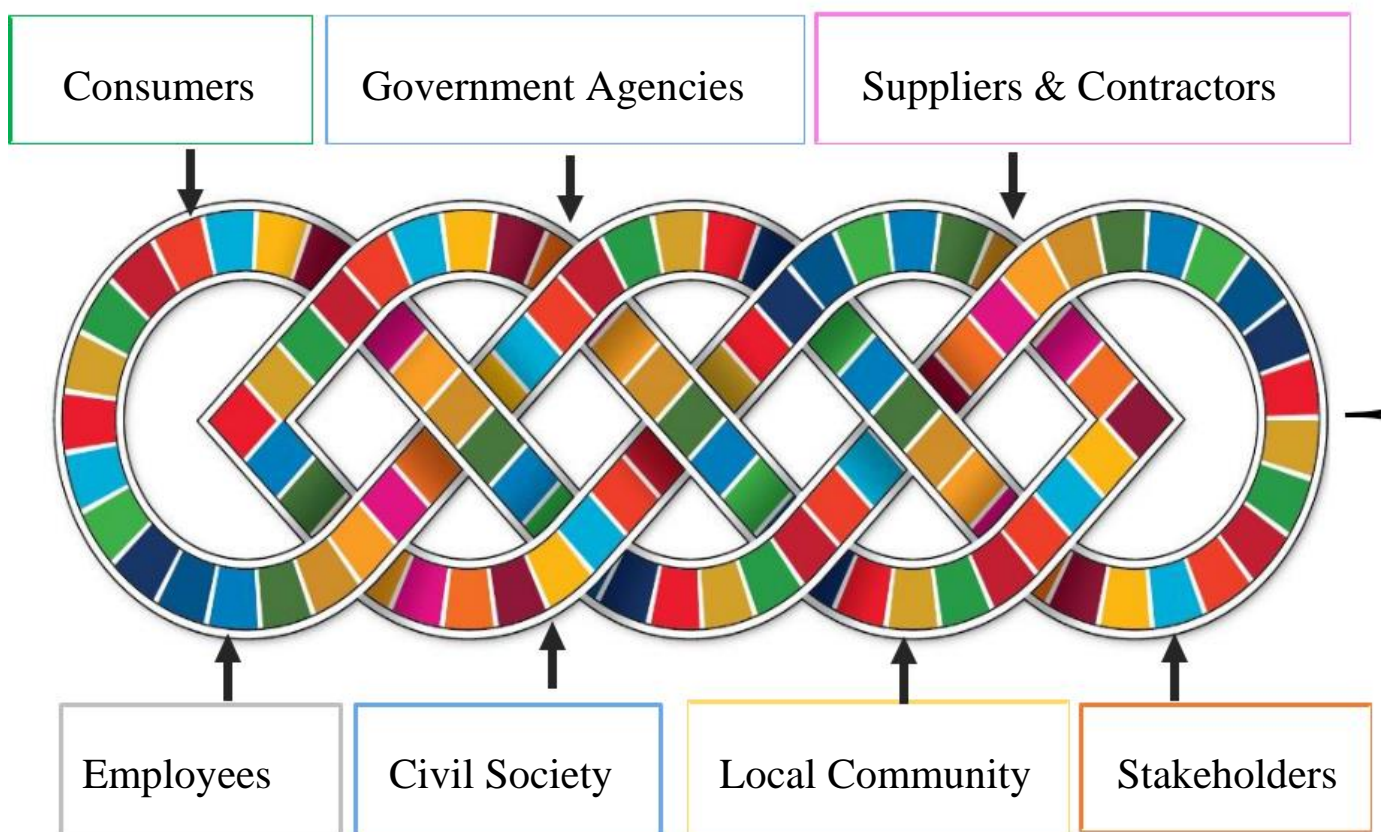 Consumers
Government Agencies
Suppliers & Contractors
Employees
Civil Society
Local Community
Stakeholders